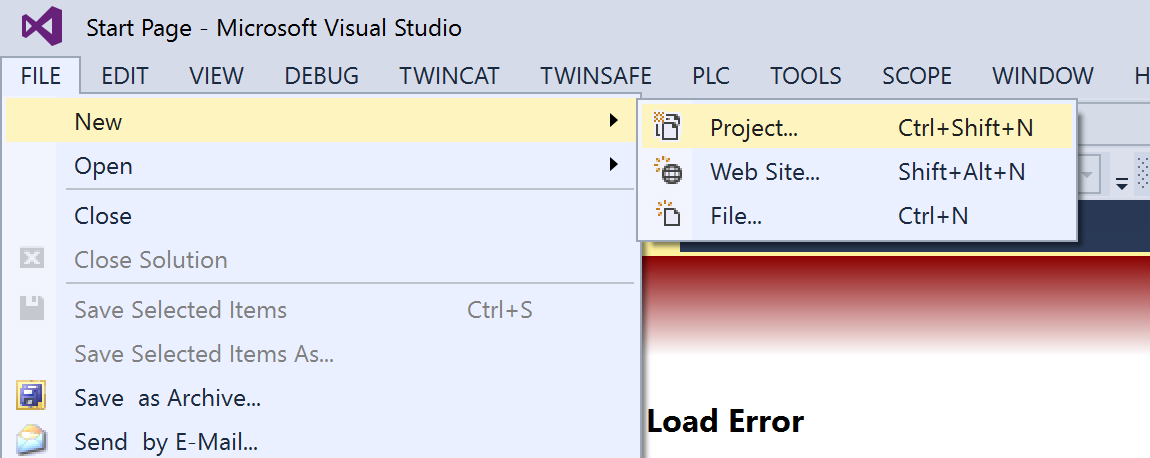 Start Page - Microsoft Visual Studio
FILE EDIT VIEW DEBUG TWINCAT TWINSAFE PLC TOOLS SCOPE WINDOW H
New
Project... Ctrl+Shift+N
Open
Web Site... Shift+Alt+N
Close
File... Ctrl+N
Close Solution
Save Selected Items Ctrl+S
Save Selected Items As...
Save  as Archive...
Load Error
Send  by E-Mail...